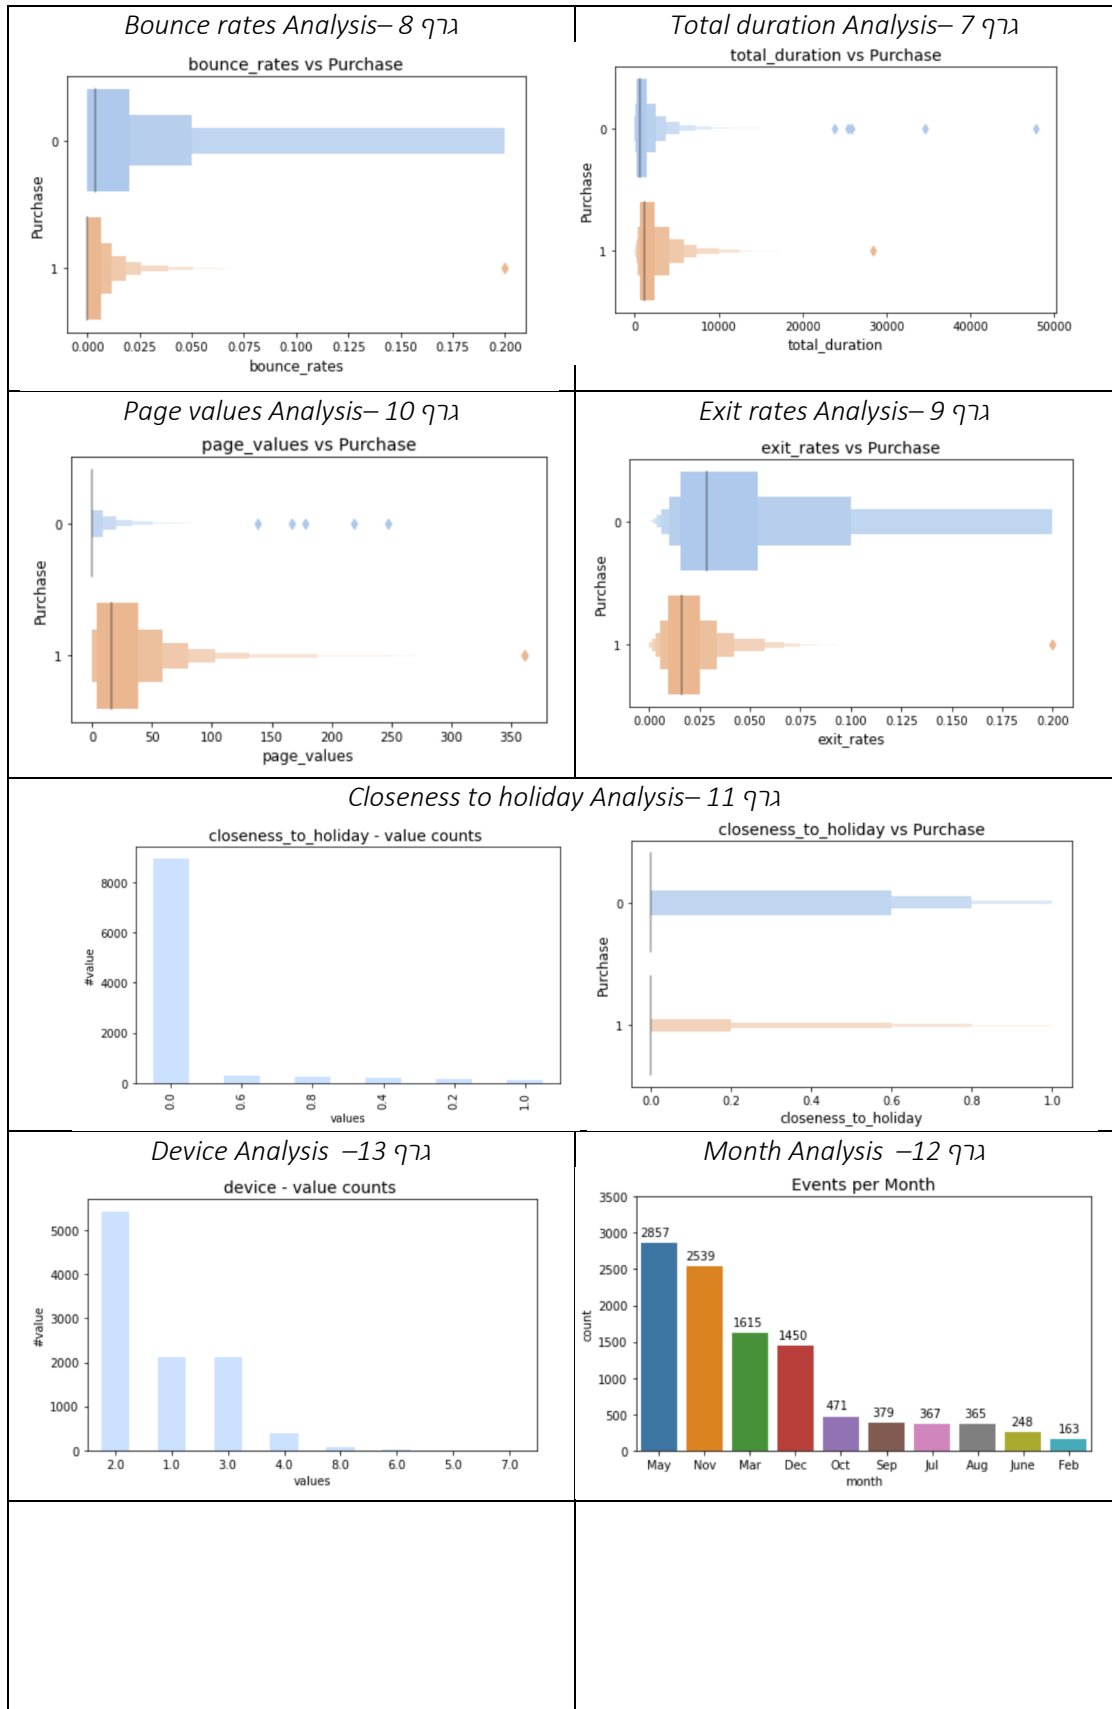 Bounce rates Analysis– 8 גרף
bounce_rates vs Purchase
Purchase
0
1
0.000 0.025 0.050 0.075 0.100 0.125 0.150 0.175 0.200
bounce_rates
Total duration Analysis– 7 גרף
total_duration vs Purchase
Purchase
0
1
0 10000 20000 30000 40000 50000
total_duration
Page values Analysis– 10 גרף
page_values vs Purchase
Purchase
0
1
0 50 100 150 200 250 300 350
page_values
Exit rates Analysis– 9 גרף
exit_rates vs Purchase
Purchase
0
1
0.000 0.025 0.050 0.075 0.100 0.125 0.150 0.175 0.200
exit_rates
Closeness to holiday Analysis– 11 גרף
closeness_to_holiday - value counts
#value
8000
6000
4000
2000
0
0.0 0.6 0.8 0.4 0.2 1.0
values
closeness_to_holiday vs Purchase
Purchase
0
1
0.0 0.2 0.4 0.6 0.8 1.0
closeness_to_holiday
Device Analysis –13 גרף
device - value counts
#value
5000
4000
3000
2000
1000
0
2.0 1.0 3.0 4.0 8.0 6.0 5.0 7.0
values
Month Analysis –12 גרף
Events per Month
count
3500
3000
2500
2000
1500
1000
500
0
2857 2539 1615 1450 471 379 367 365 248 163
May Nov Mar Dec Oct Sep Jul Aug June Feb
month